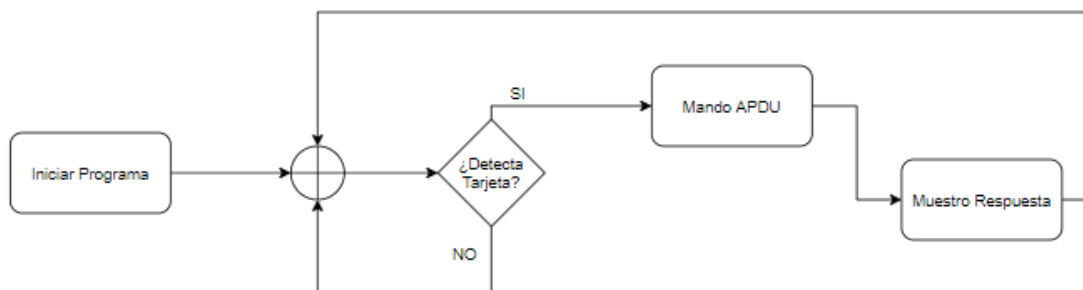 Iniciar Programa
¿Detecta
Tarjeta?
SI
NO
Mando APDU
Muestro Respuesta